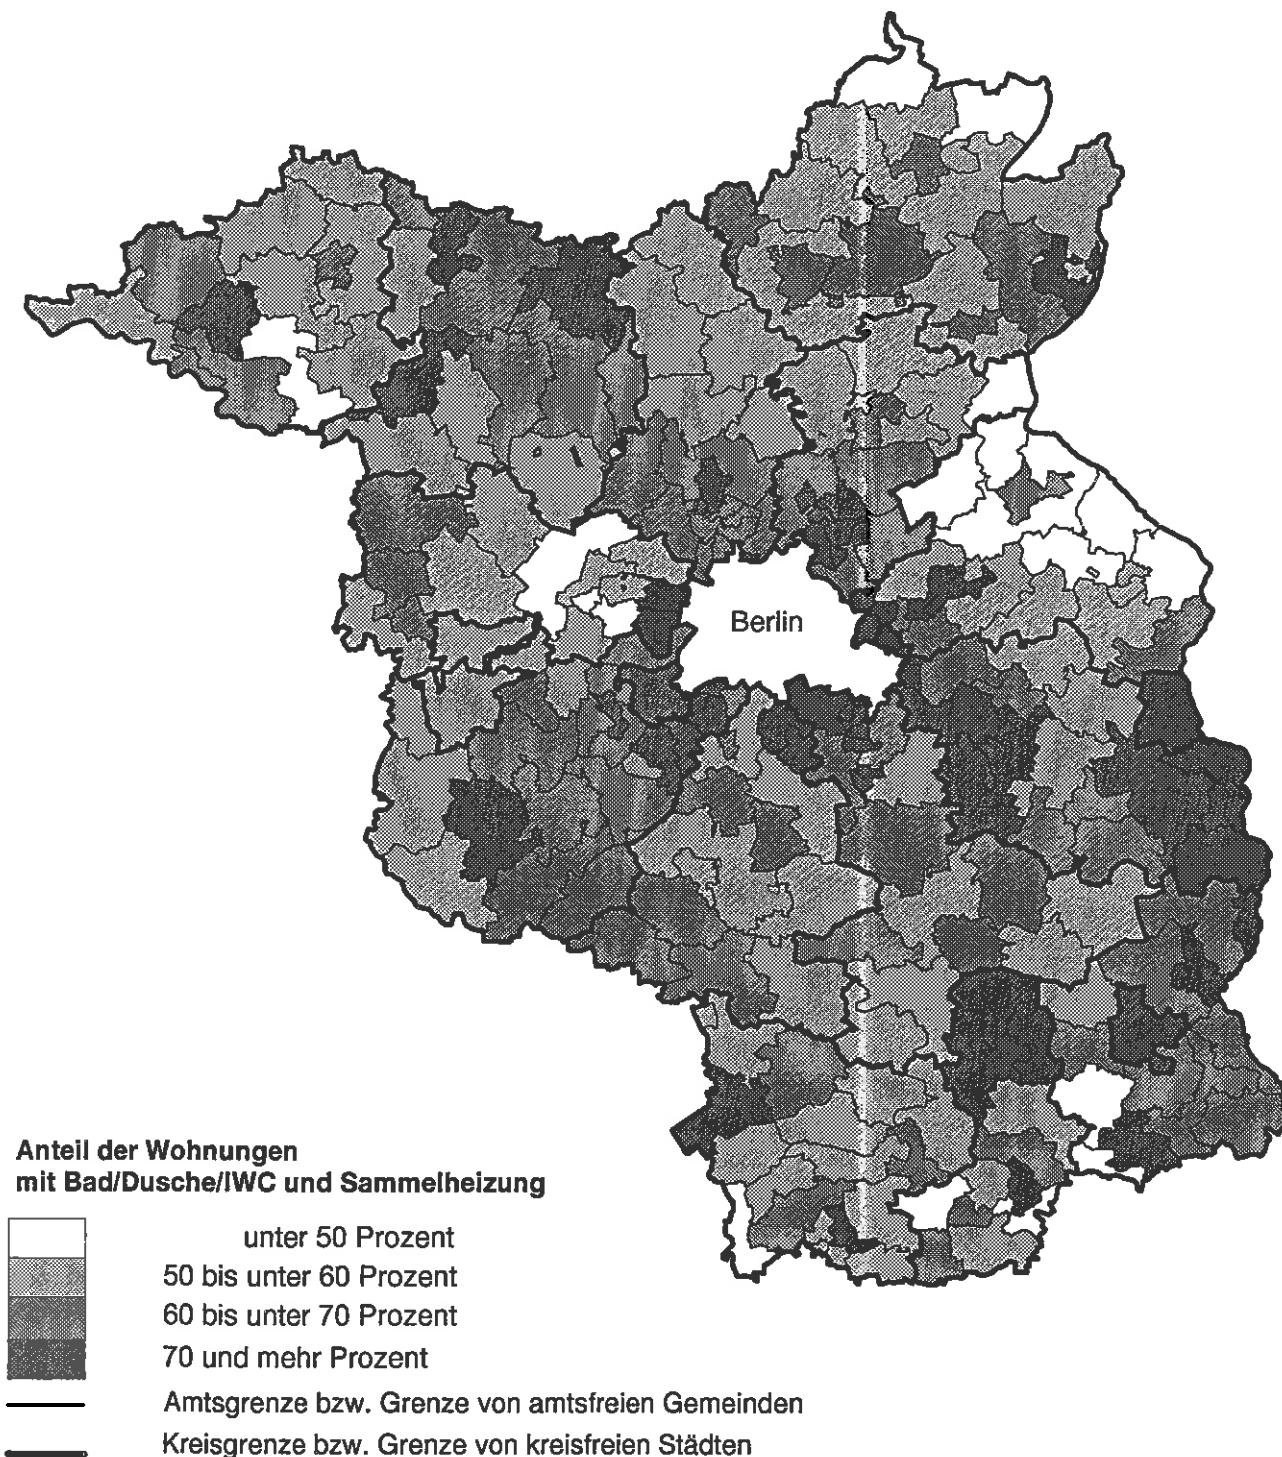 Berlin
Anteil der Wohnungen
mit Bad/Dusche/IWC und Sammelheizung
unter 50 Prozent
50 bis unter 60 Prozent
60 bis unter 70 Prozent
70 und mehr Prozent
Amtsgrenze bzw. Grenze von amtsfreien Gemeinden
Kreisgrenze bzw. Grenze von kreisfreien Städten